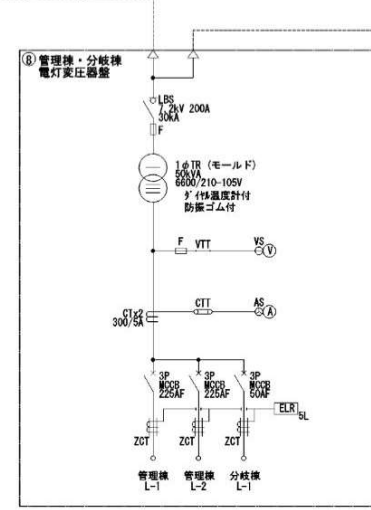 ⑧ 管理棟・分岐棟
電灯変圧器盤
LBS
7.2kV 200A
30kA
F
1φTR (モールド)
50kVA
6600/210-105V
ダイヤル温度計付
防振ゴム付
F VTT VS
V
CTT AS
A
CTx2
300/5A
3P
MCCB
225AF
3P
MCCB
225AF
3P
MCCB
50AF
ELR
5L
ZCT ZCT ZCT
管理棟
L-1
管理棟
L-2
分岐棟
L-1